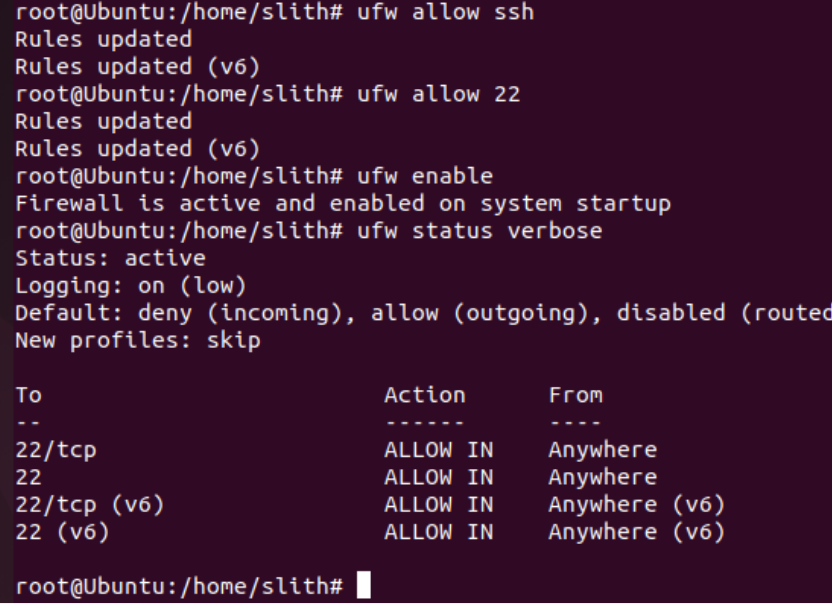 root@Ubuntu:/home/slith# ufw allow ssh
Rules updated
Rules updated (v6)
root@Ubuntu:/home/slith# ufw allow 22
Rules updated
Rules updated (v6)
root@Ubuntu:/home/slith# ufw enable
Firewall is active and enabled on system startup
root@Ubuntu:/home/slith# ufw status verbose
Status: active
Logging: on (low)
Default: deny (incoming), allow (outgoing), disabled (routed
New profiles: skip
To                         Action      From
--                         ------      ----
22/tcp                     ALLOW IN    Anywhere
22                         ALLOW IN    Anywhere
22/tcp (v6)                ALLOW IN    Anywhere (v6)
22 (v6)                    ALLOW IN    Anywhere (v6)
root@Ubuntu:/home/slith#